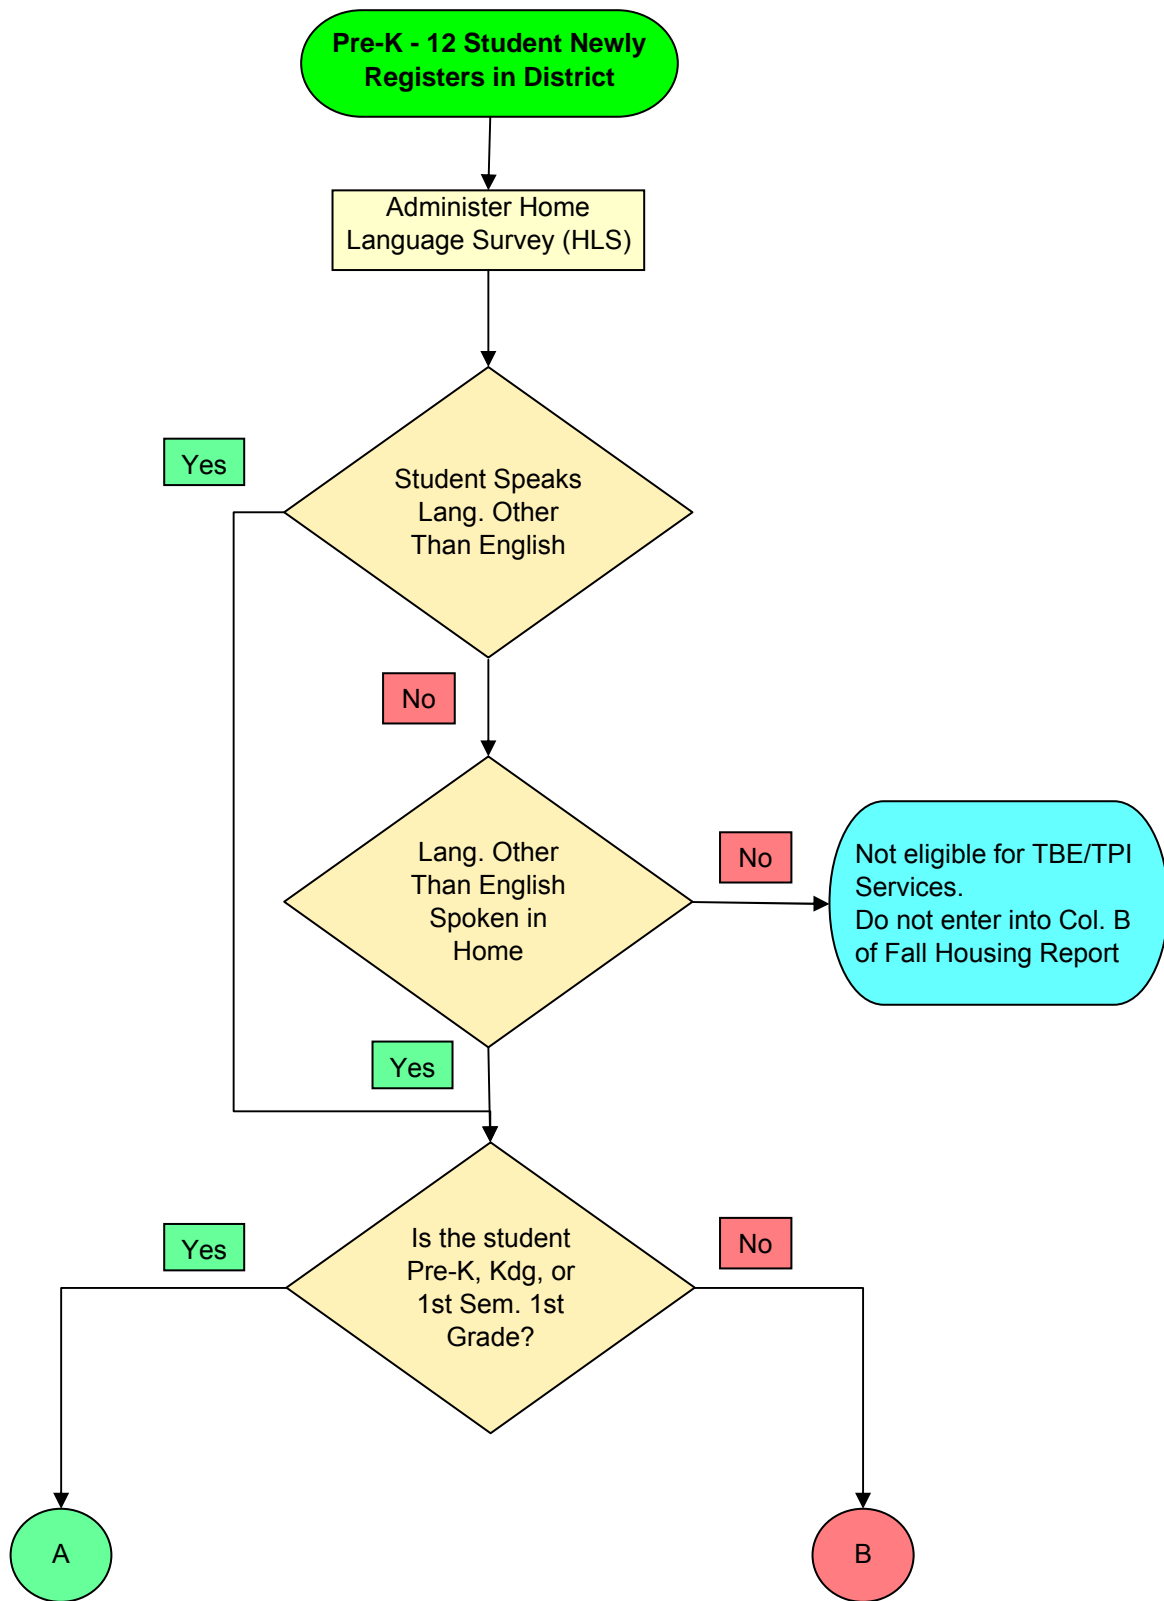 Pre-K - 12 Student Newly
Registers in District
Administer Home
Language Survey (HLS)
Yes
Student Speaks
Lang. Other
Than English
No
Lang. Other
Than English
Spoken in
Home
No
Not eligible for TBE/TPI
Services.
Do not enter into Col. B
of Fall Housing Report
Yes
Yes
Is the student
Pre-K, Kdg, or
1st Sem. 1st
Grade?
No
A
B